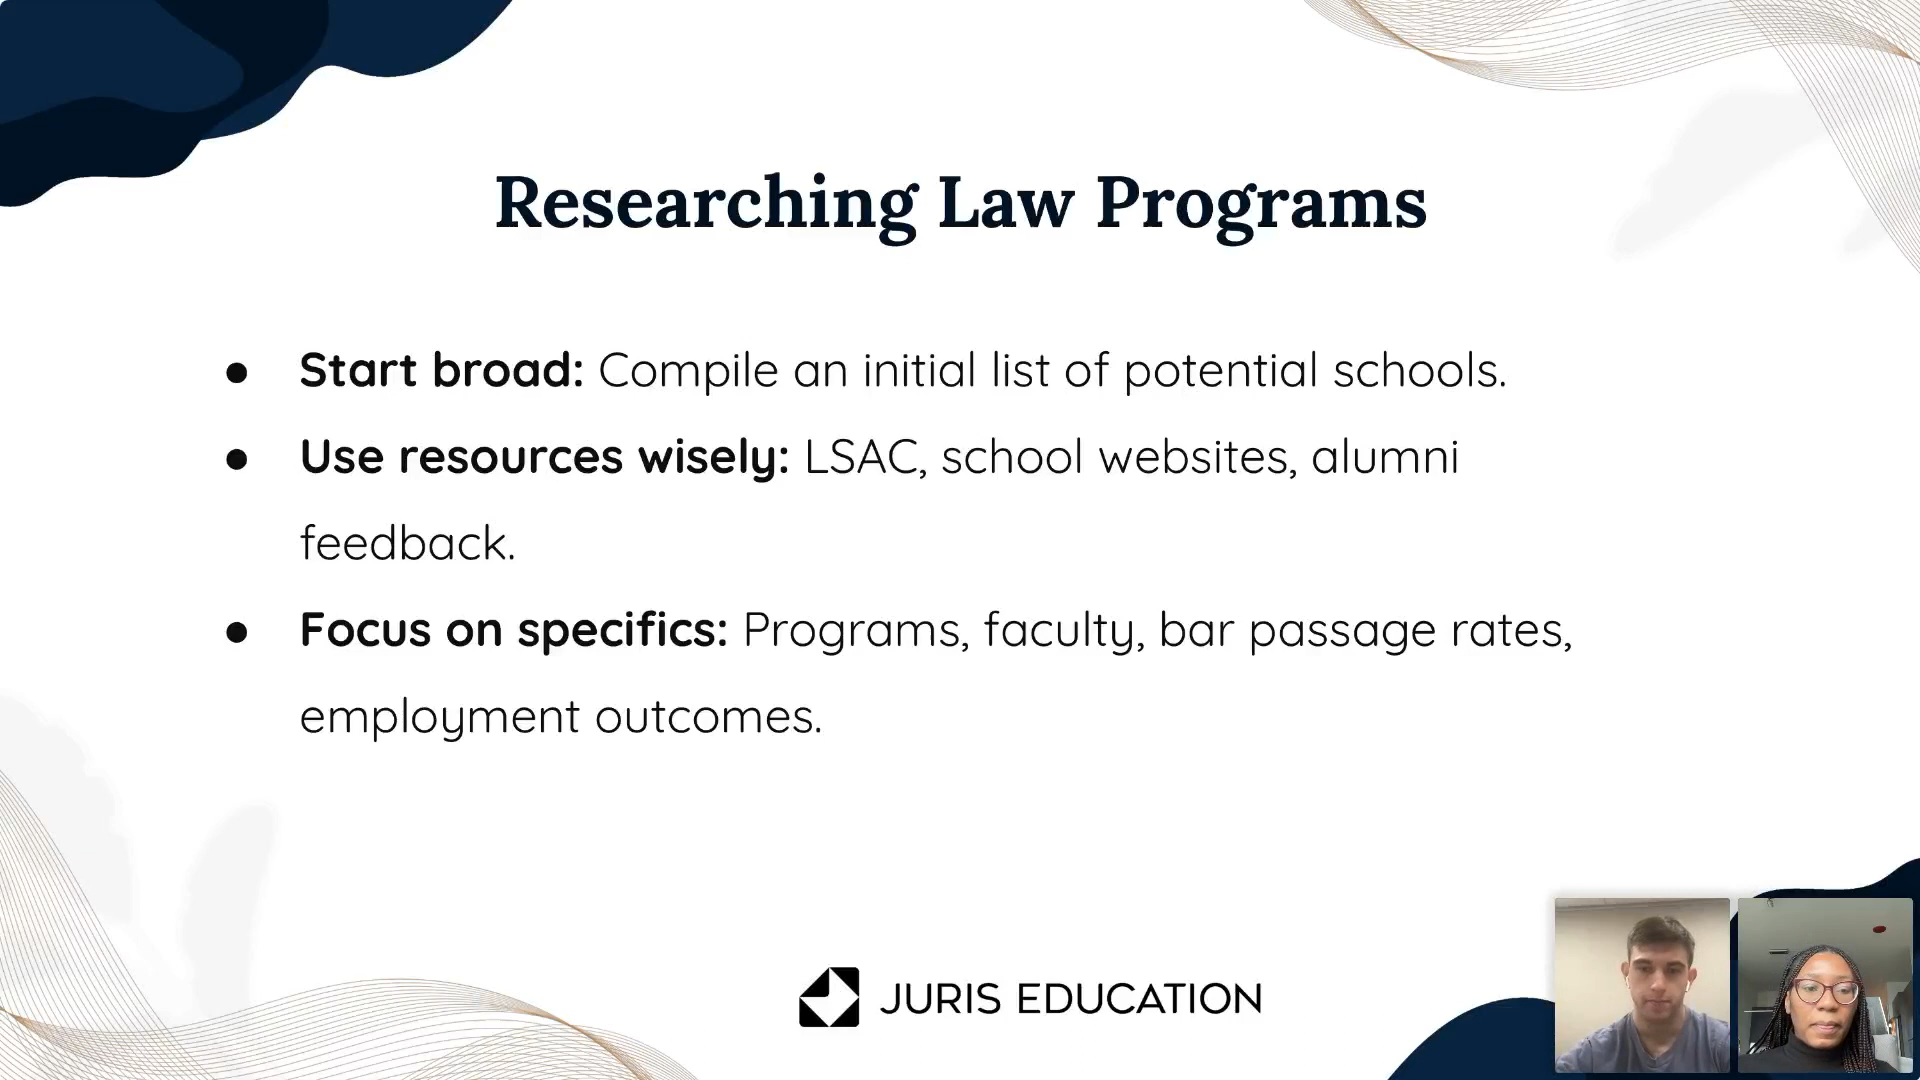 Researching Law Programs
● Start broad: Compile an initial list of potential schools.
● Use resources wisely: LSAC, school websites, alumni
feedback.
● Focus on specifics: Programs, faculty, bar passage rates,
employment outcomes.
JURIS EDUCATION